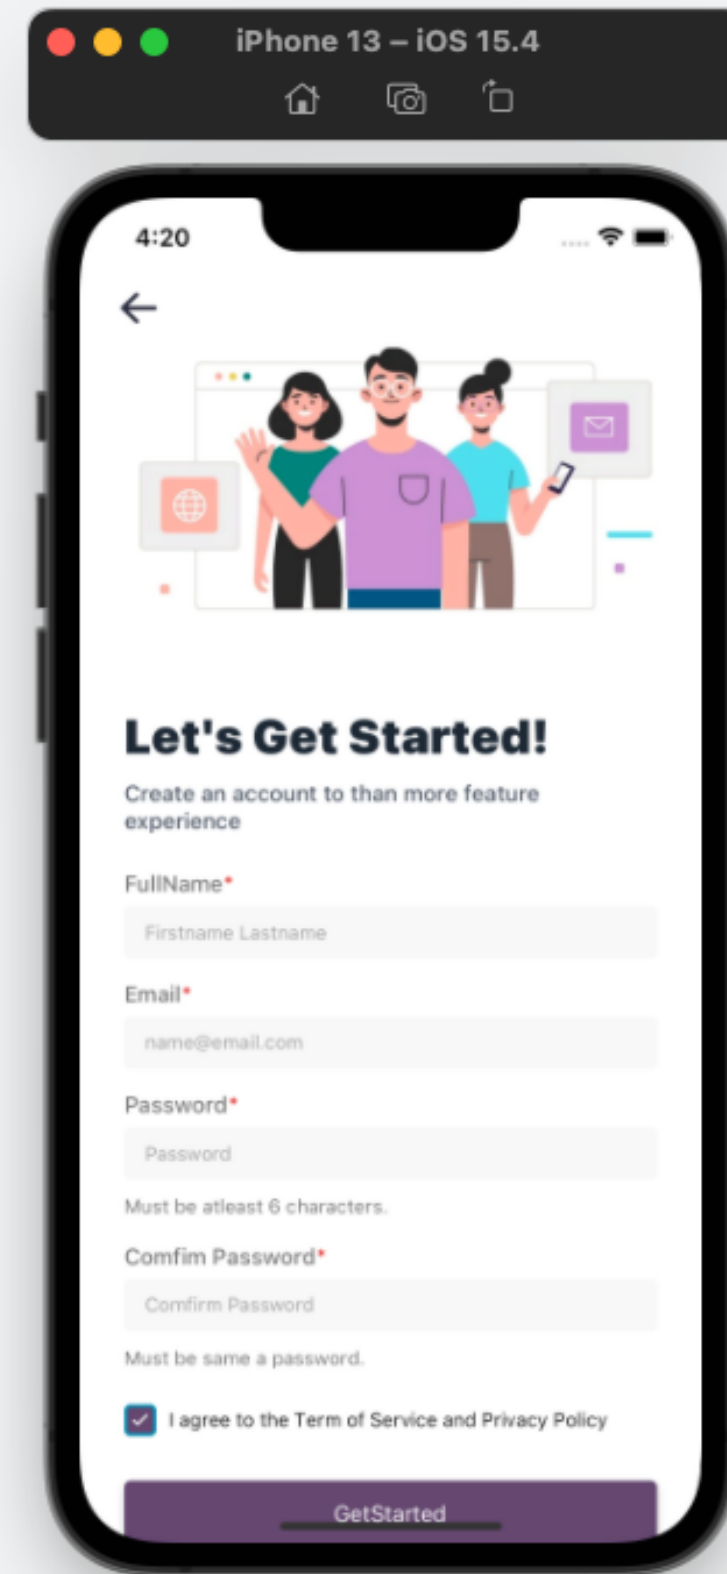 iPhone 13 – iOS 15.4
4:20
Let's Get Started!
Create an account to than more feature
experience
FullName*
Firstname Lastname
Email*
name@email.com
Password*
Password
Must be atleast 6 characters.
Comfim Password*
Comfirm Password
Must be same a password.
I agree to the Term of Service and Privacy Policy
GetStarted